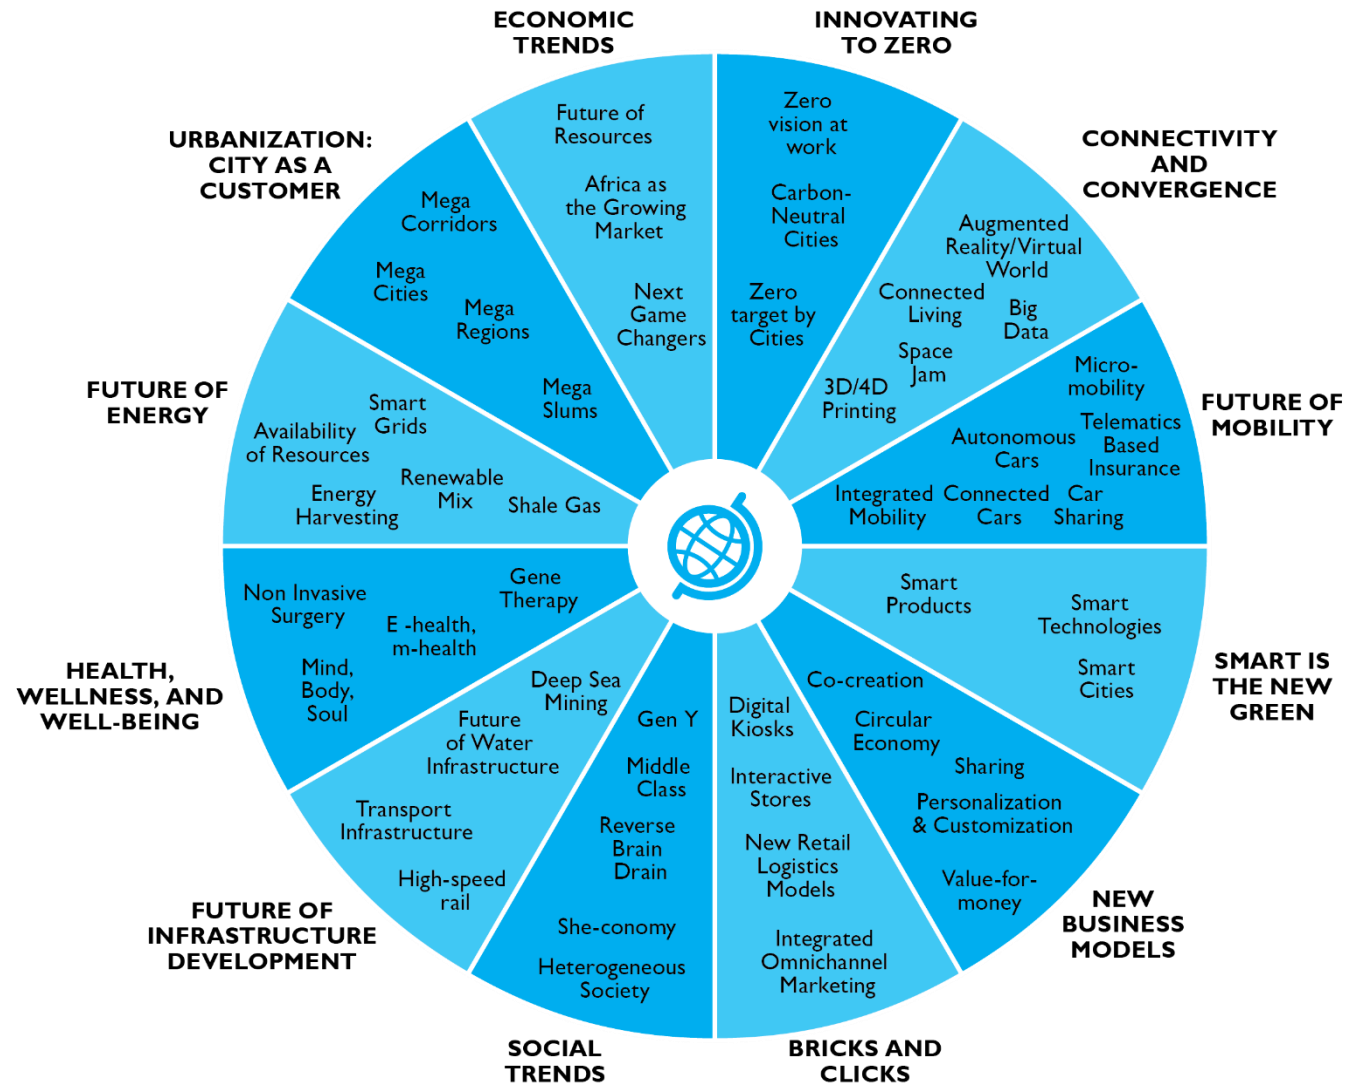 ECONOMIC
TRENDS
Future of
Resources
Africa as
the Growing
Market
Next
Game
Changers
INNOVATING
TO ZERO
Zero
vision at
work
Carbon-
Neutral
Cities
Zero
target by
Cities
CONNECTIVITY
AND
CONVERGENCE
Augmented
Reality/Virtual
World
Connected
Living
Big
Data
Space
Jam
3D/4D
Printing
FUTURE OF
MOBILITY
Micro-
mobility
Telematics
Based
Insurance
Autonomous
Cars
Integrated
Mobility
Connected
Cars
Car
Sharing
SMART IS
THE NEW
GREEN
Smart
Products
Smart
Technologies
Smart
Cities
NEW
BUSINESS
MODELS
Co-creation
Circular
Economy
Sharing
Personalization
& Customization
Value-for-
money
BRICKS AND
CLICKS
Digital
Kiosks
Interactive
Stores
New Retail
Logistics
Models
Integrated
Omnichannel
Marketing
SOCIAL
TRENDS
Gen Y
Middle
Class
Reverse
Brain
Drain
She-conomy
Heterogeneous
Society
FUTURE OF
INFRASTRUCTURE
DEVELOPMENT
Deep Sea
Mining
Future
of Water
Infrastructure
Transport
Infrastructure
High-speed
rail
HEALTH,
WELLNESS, AND
WELL-BEING
Gene
Therapy
Non Invasive
Surgery
E -health,
m-health
Mind,
Body,
Soul
FUTURE OF
ENERGY
Smart
Grids
Availability
of Resources
Renewable
Mix
Energy
Harvesting
Shale Gas
URBANIZATION:
CITY AS A
CUSTOMER
Mega
Corridors
Mega
Cities
Mega
Regions
Mega
Slums